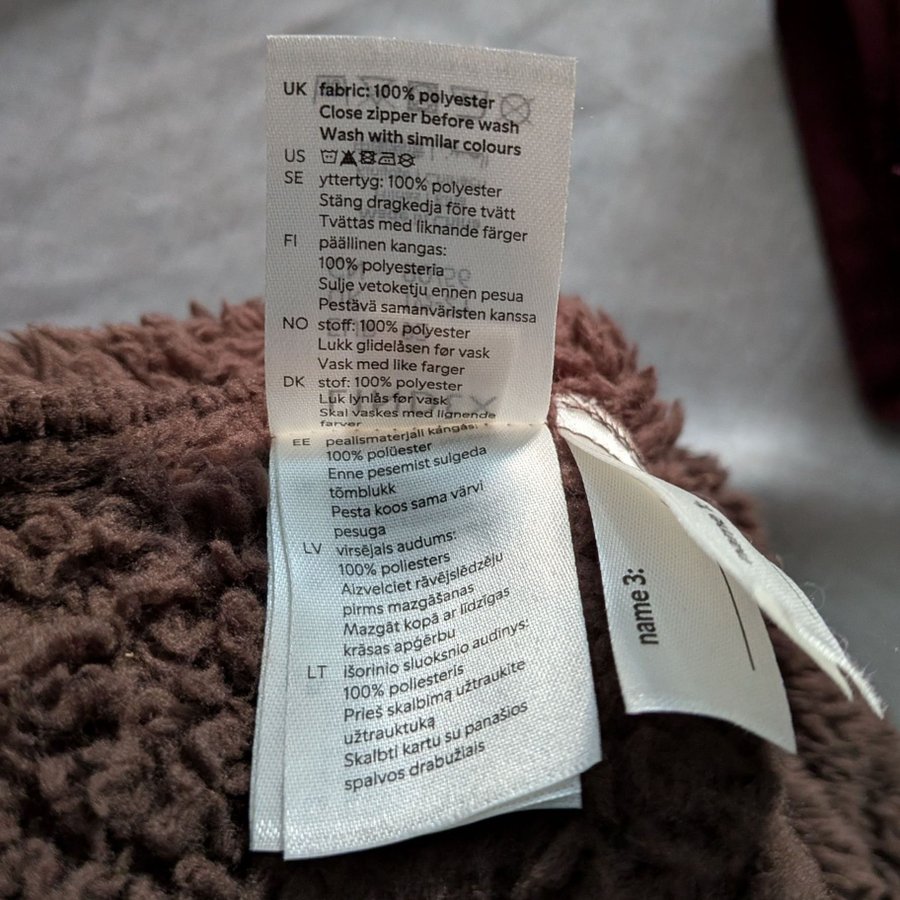 UK fabric: 100% polyester
Close zipper before wash
Wash with similar colours
US
SE yttertyg: 100% polyester
Stäng dragkedja före tvätt
Tvättas med liknande färger
FI päällinen kangas:
100% polyesteria
Sulje vetoketju ennen pesua
Pestävä samanväristen kanssa
NO stoff: 100% polyester
Lukk glidelåsen før vask
Vask med like farger
DK stof: 100% polyester
Luk lynlås før vask
Skal vaskes med lignende
farver
EE pealismaterjali kangas:
100% polüester
Enne pesemist sulgeda
tõmblukk
Pesta koos sama värvi
pesuga
LV virsējais audums:
100% poliesters
Aizvelciet rāvējslēdzēju
pirms mazgāšanas
Mazgāt kopā ar līdzīgas
krāsas apģērbu
LT išorinio sluoksnio audinys:
100% poliesteris
Prieš skalbimą užtraukite
užtrauktuką
Skalbti kartu su panašios
spalvos drabužiais
name 3: